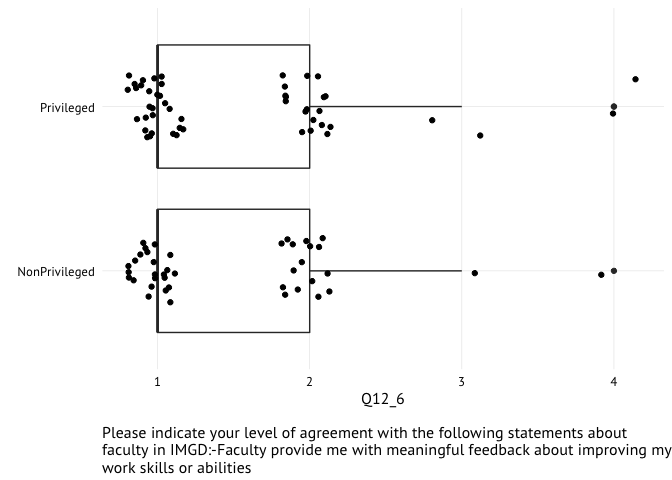 Privileged
NonPrivileged
1 2 3 4
Q12_6
Please indicate your level of agreement with the following statements about
faculty in IMGD:-Faculty provide me with meaningful feedback about improving my
work skills or abilities